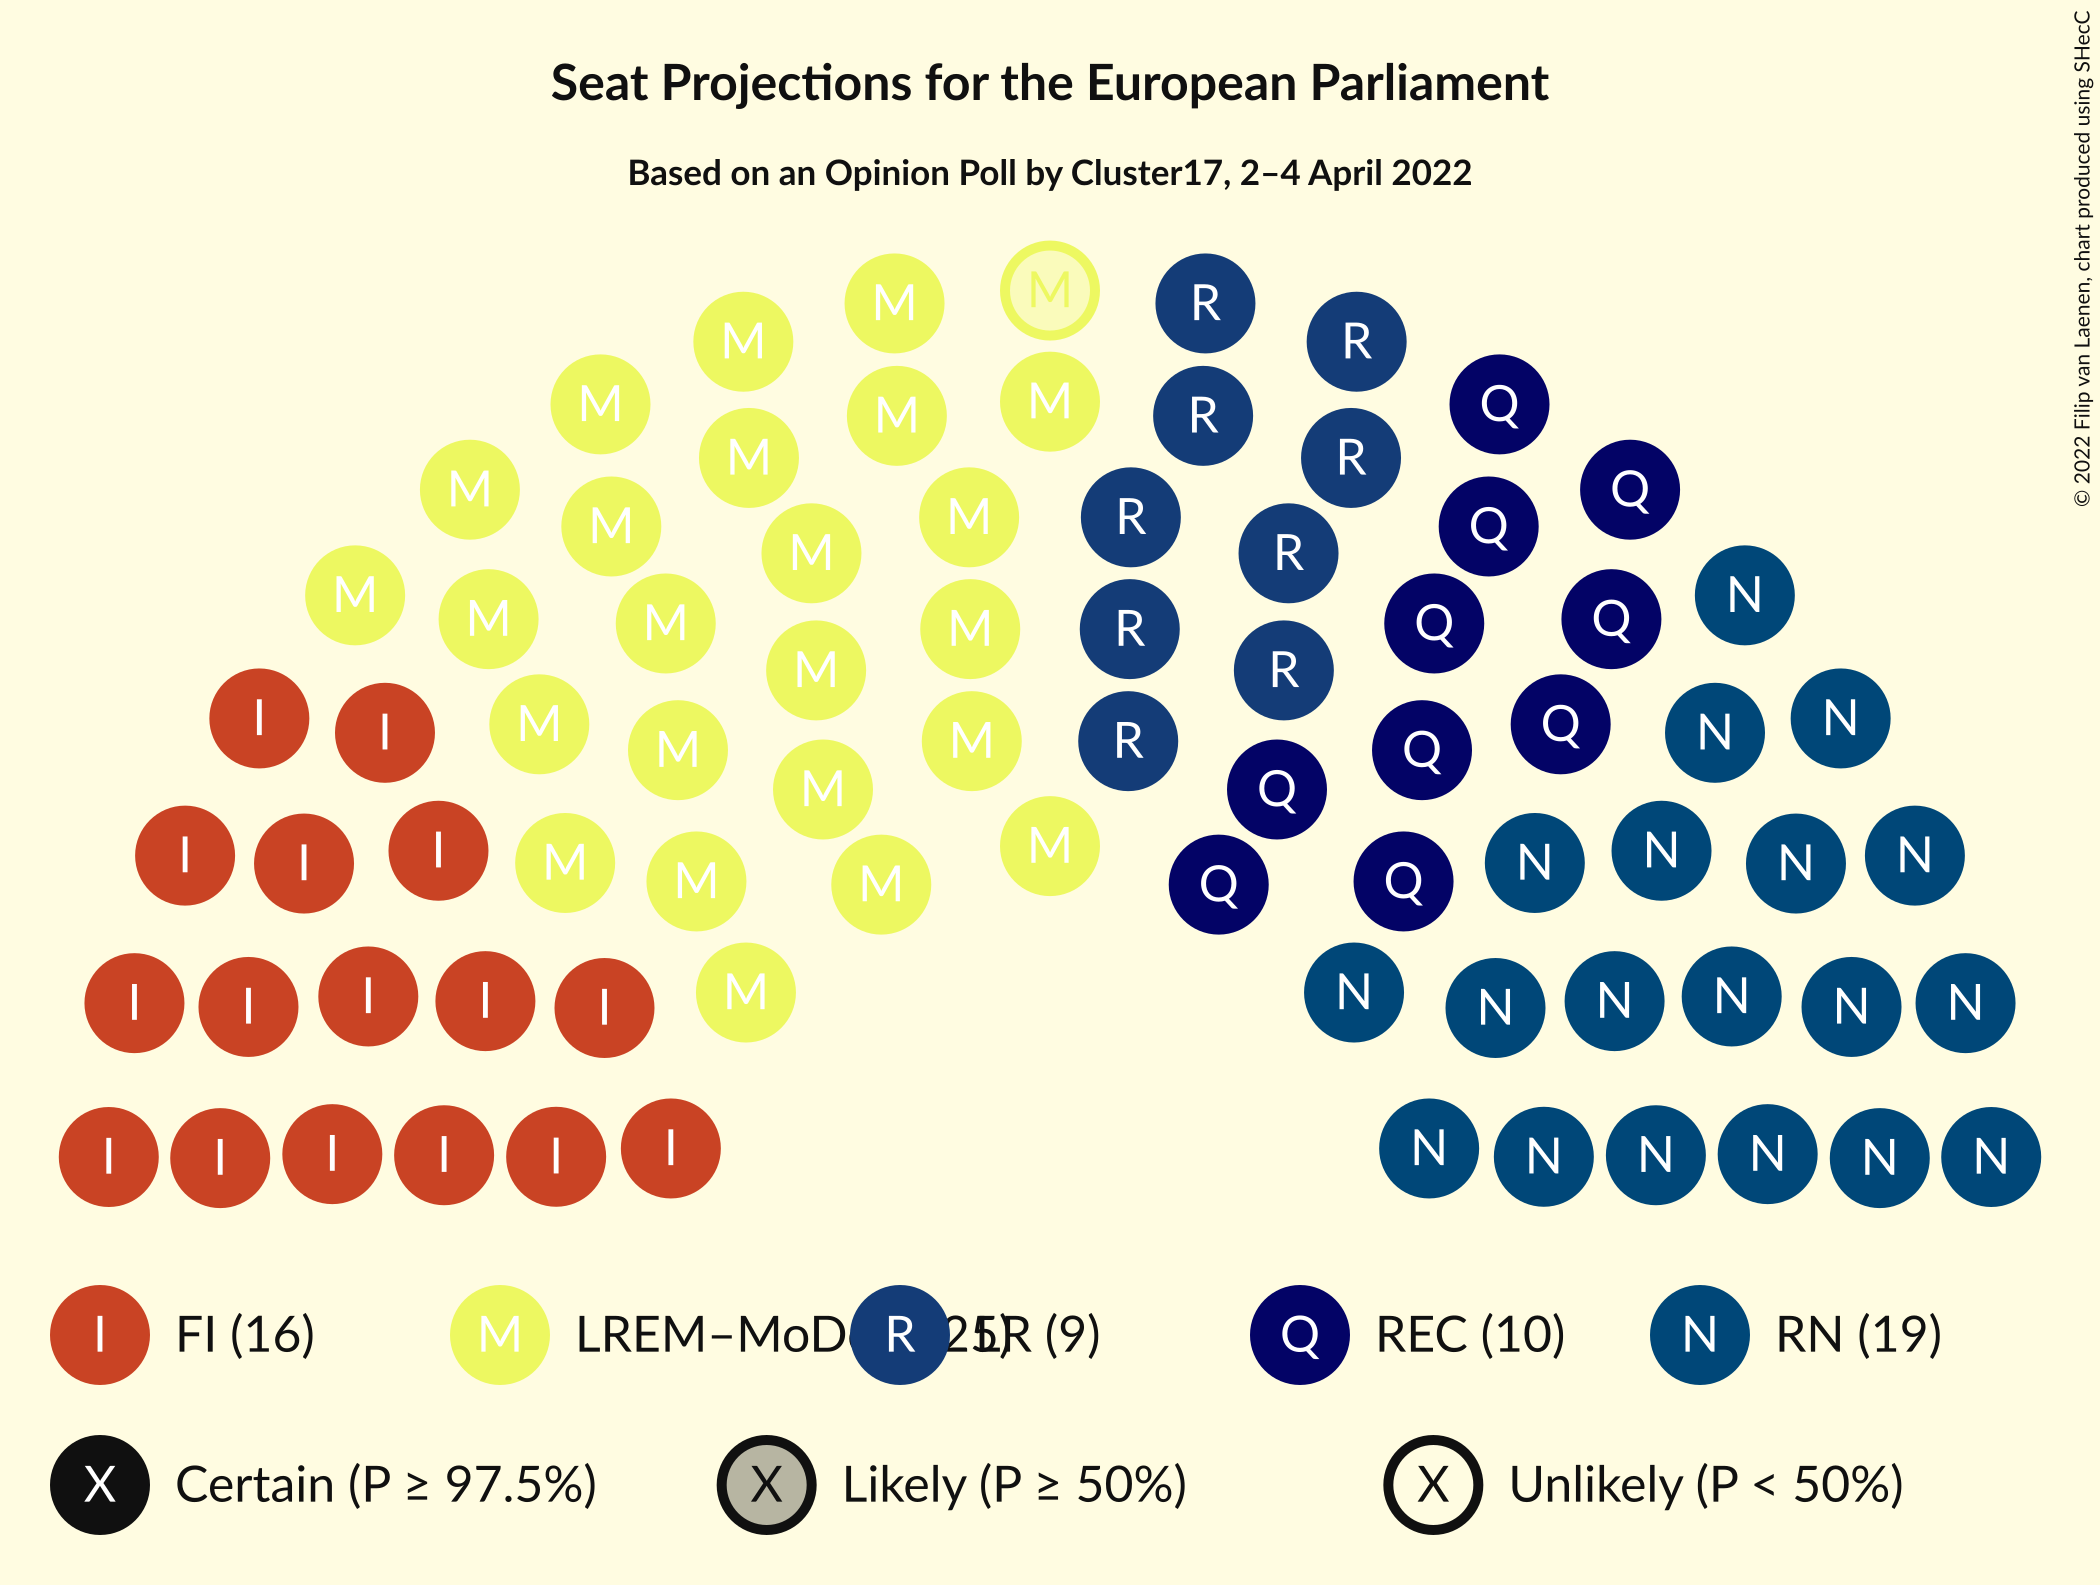 Seat Projections for the European Parliament
Based on an Opinion Poll by Cluster17, 2–4 April 2022
© 2022 Filip van Laenen, chart produced using SHecC
M M M R R
M M M R R Q
M M M R R Q Q
M M M M R R Q Q N
I I M M M M R R Q Q N N
I I I M M M M M R Q Q Q N N N N
I I I I I M N N N N N N
I I I I I I N N N N N N
I FI (16) M LREM–MoD R LR (9) Q REC (10) N RN (19)
X Certain (P ≥ 97.5%) X Likely (P ≥ 50%) X Unlikely (P < 50%)